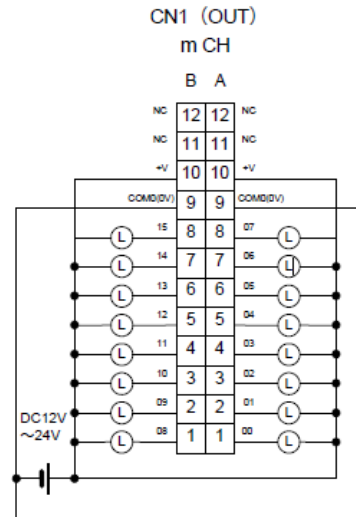 CN1 (OUT)
m CH
B A
NC 12 12 NC
NC 11 11 NC
+V 10 10 +V
COM0(0V) 9 9 COM0(0V)
L 15 8 8 07 L
L 14 7 7 06 L
L 13 6 6 05 L
L 12 5 5 04 L
L 11 4 4 03 L
L 10 3 3 02 L
L 09 2 2 01 L
L 08 1 1 00 L
DC12V
～24V